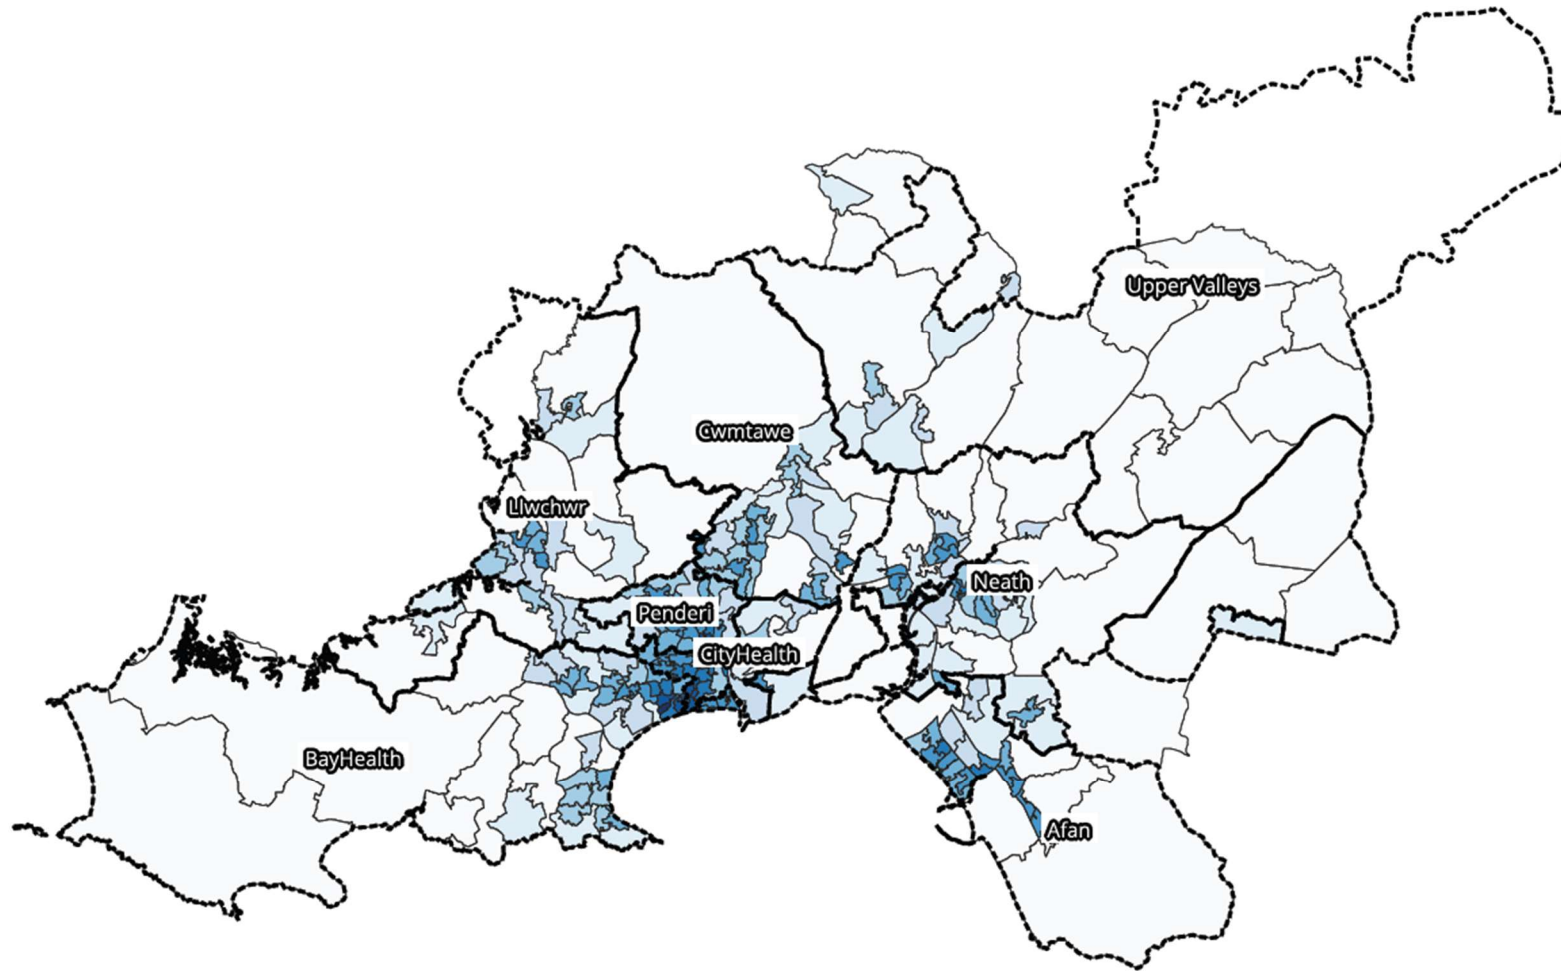 Upper Valleys
Cwmtawe
Llwchwr
Neath
Penderi
CityHealth
BayHealth
Afan